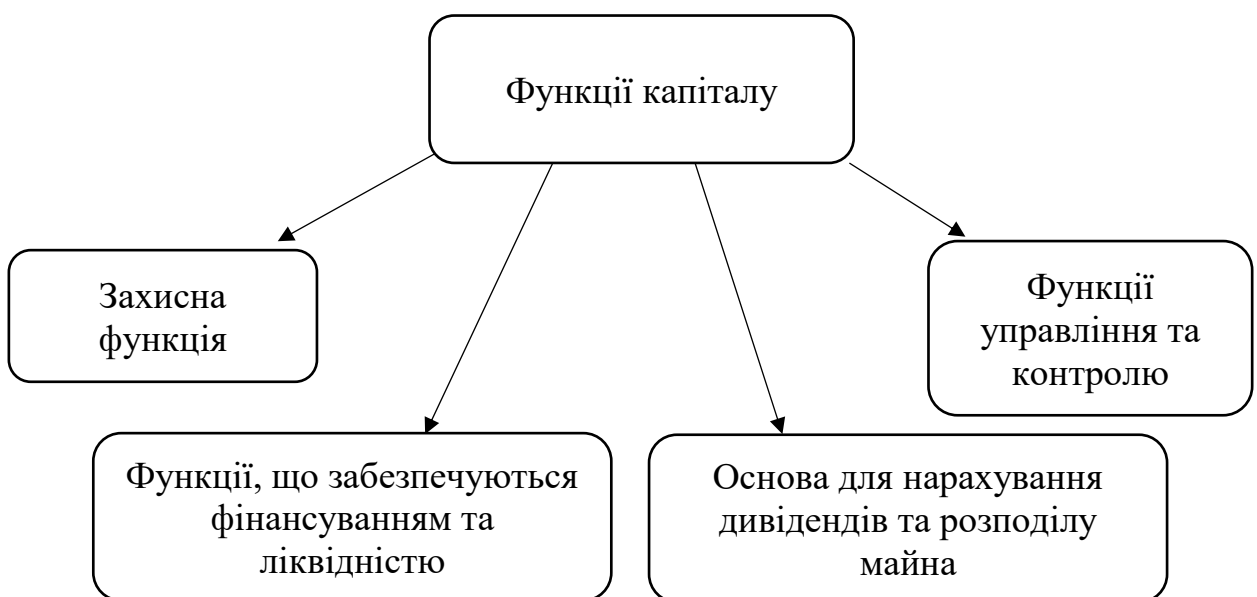 Функції капіталу
Захисна
функція
Функції
управління та
контролю
Функції, що забезпечуються
фінансуванням та
ліквідністю
Основа для нарахування
дивідендів та розподілу
майна